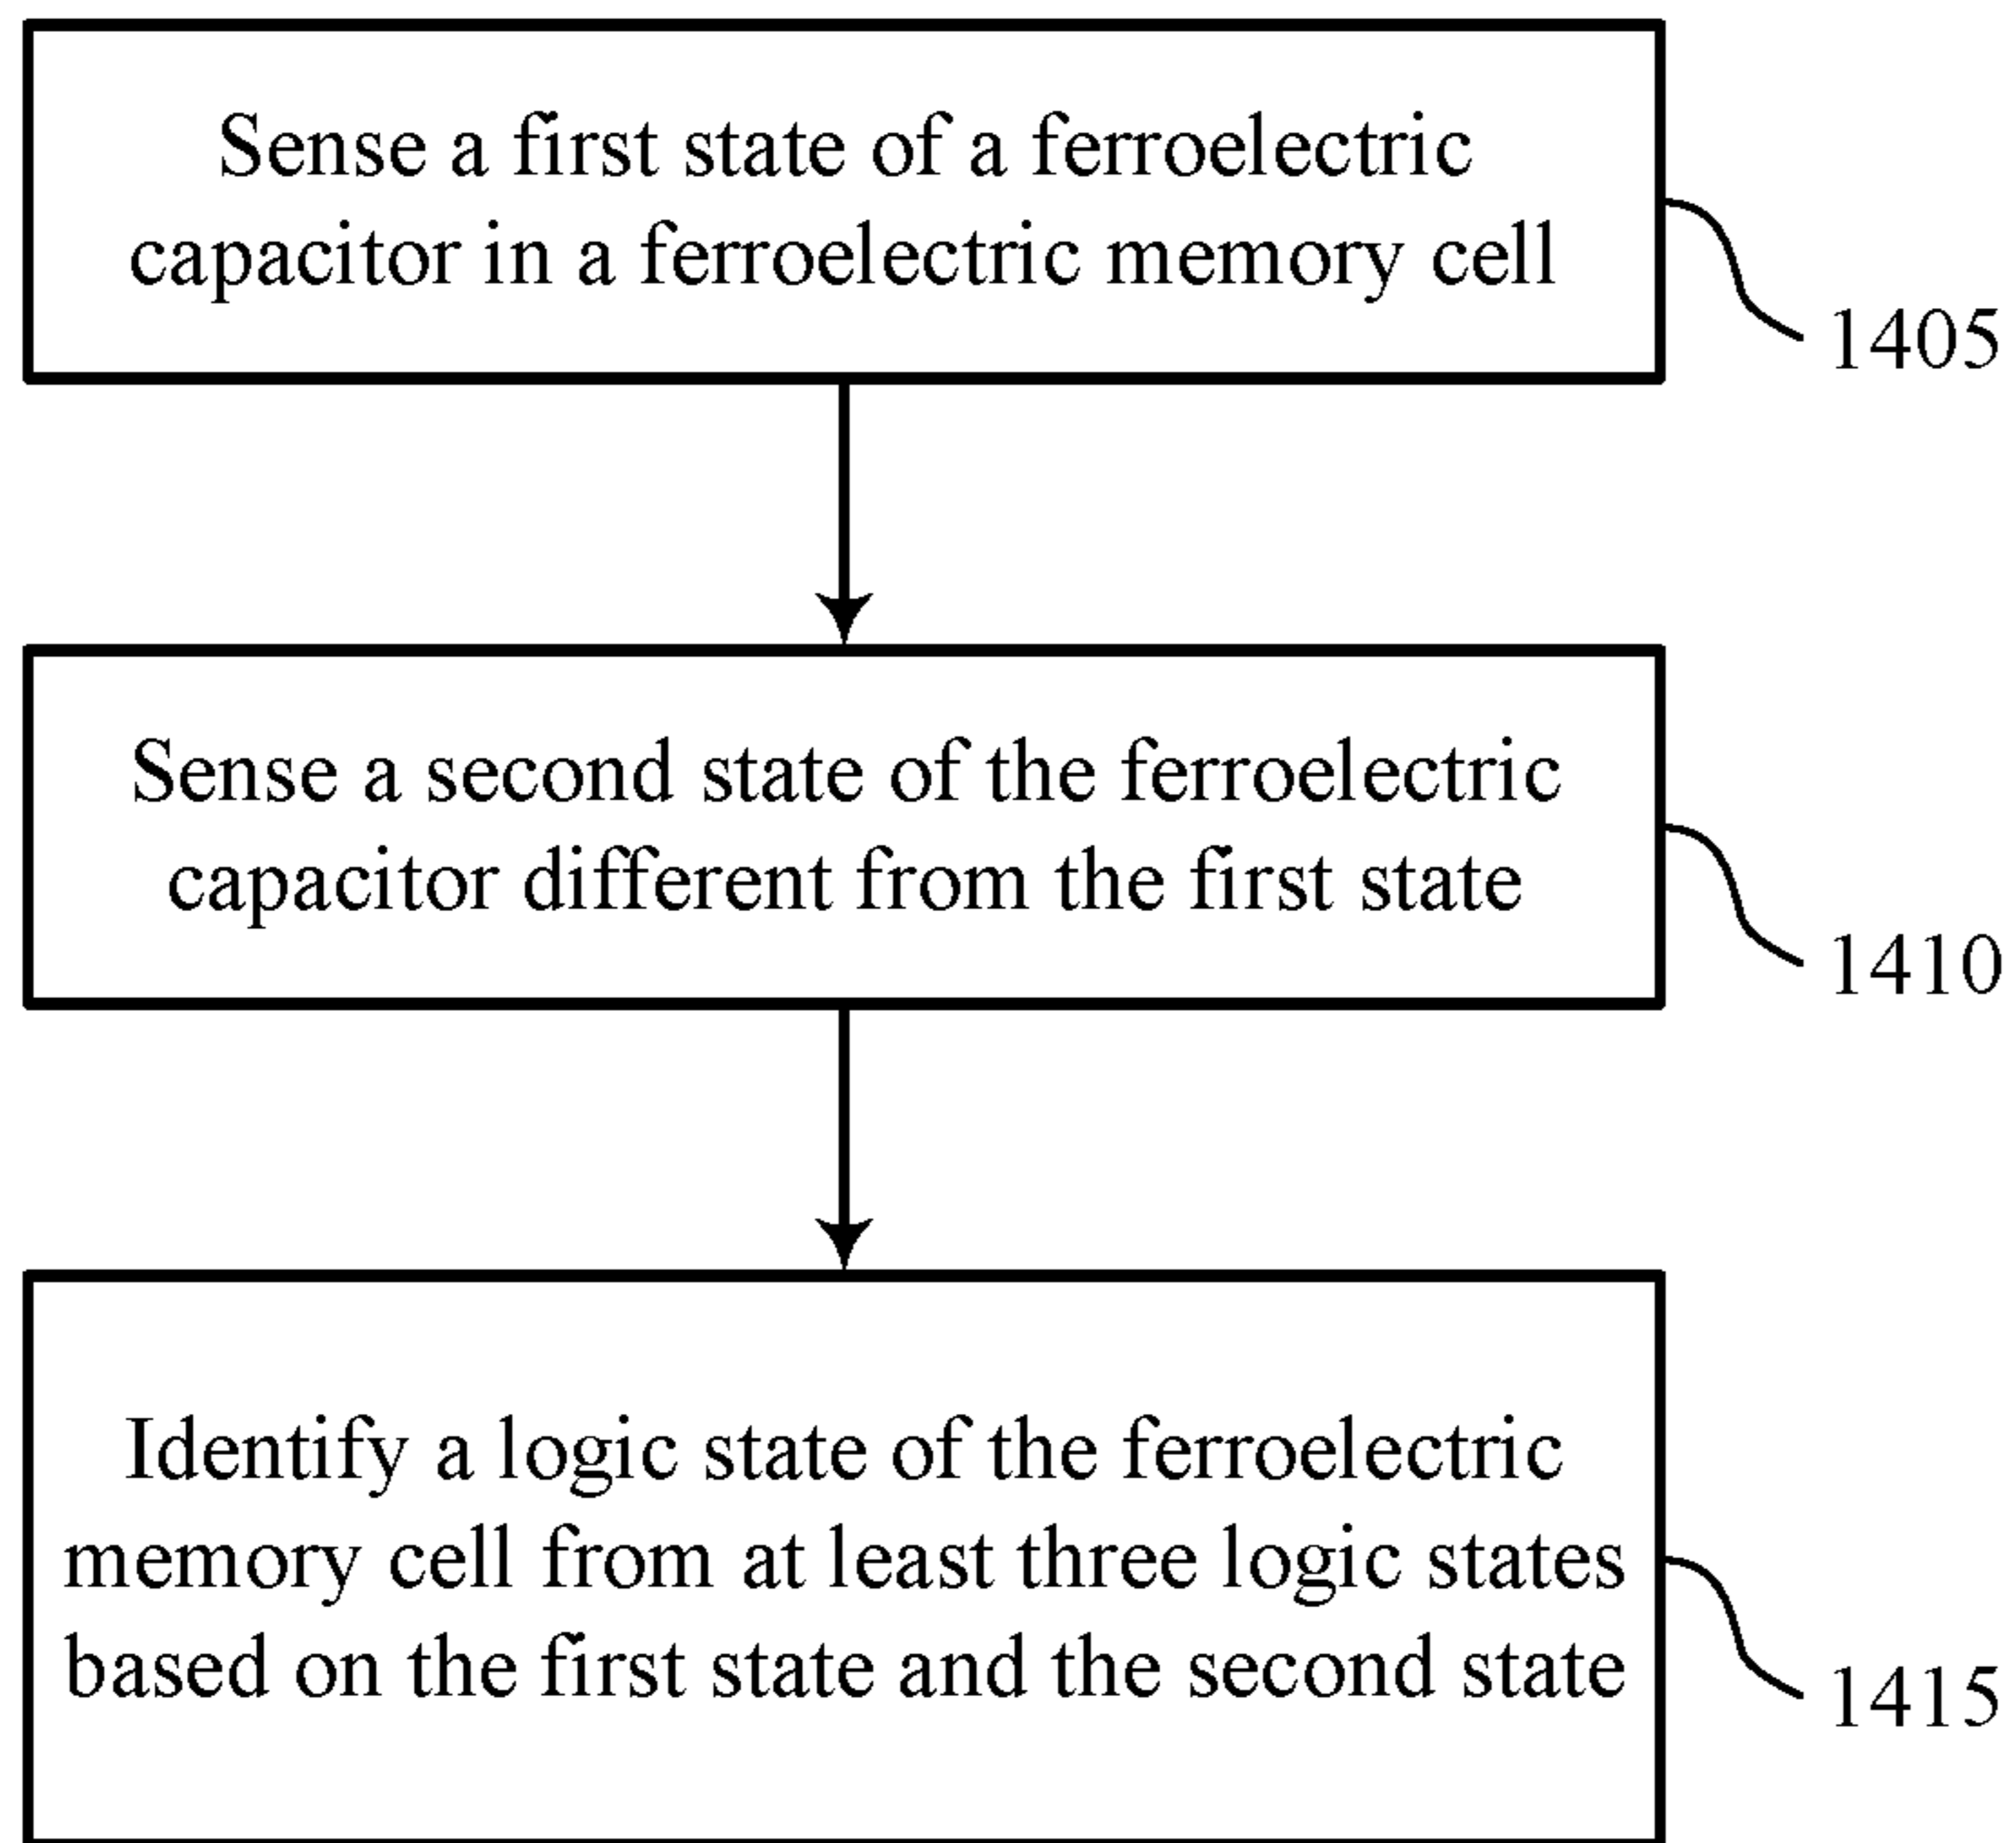 Sense a first state of a ferroelectric
capacitor in a ferroelectric memory cell
1405
Sense a second state of the ferroelectric
capacitor different from the first state
1410
Identify a logic state of the ferroelectric
memory cell from at least three logic states
based on the first state and the second state
1415